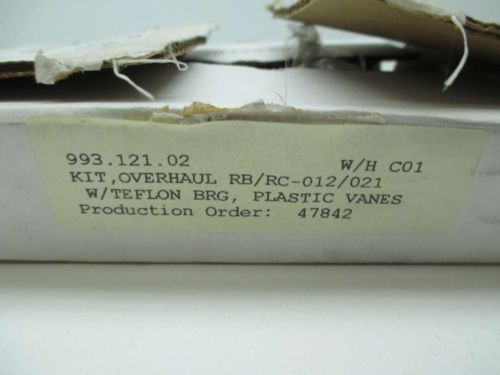 993.121.02 W/H C01
KIT,OVERHAUL RB/RC-012/021
W/TEFLON BRG, PLASTIC VANES
Production Order: 47842